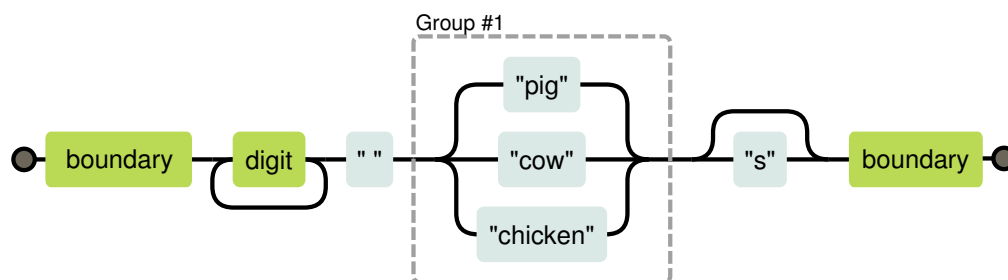 Group #1
"pig"
boundary digit " " "cow" "s" boundary
"chicken"